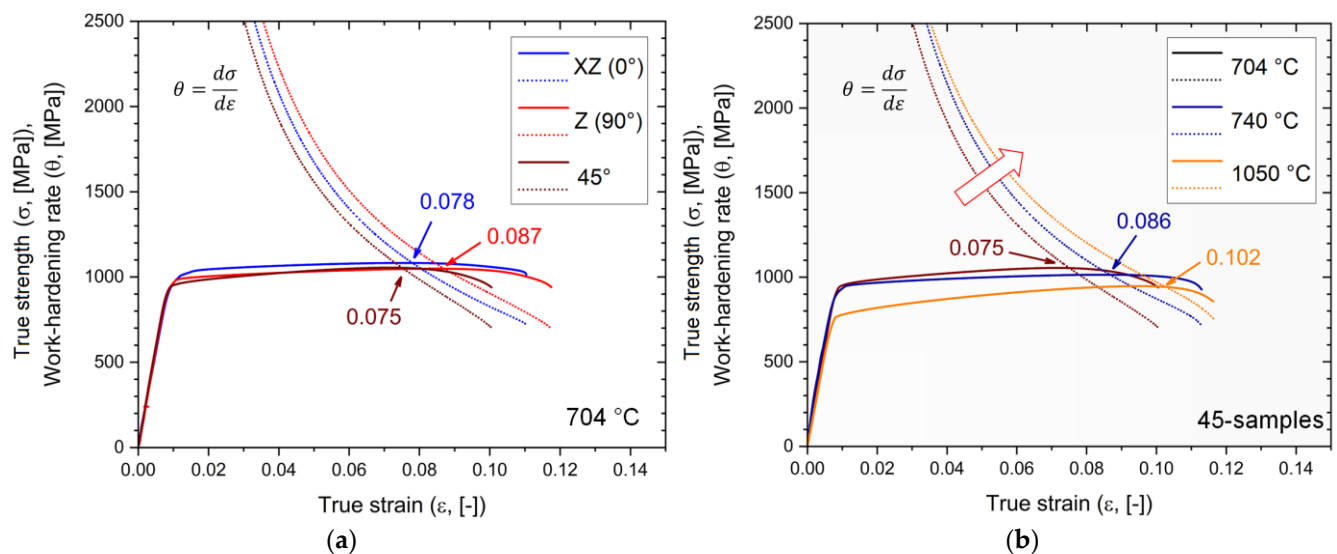 2500
2000
1500
1000
500
0
0.00 0.02 0.04 0.06 0.08 0.10 0.12 0.14
True strength (σ, [MPa]),
Work-hardening rate (θ, [MPa])
True strain (ε, [-])
θ = dσ/dε
XZ (0°)
Z (90°)
45°
0.078
0.087
0.075
704 °C
(a)
2500
2000
1500
1000
500
0
0.00 0.02 0.04 0.06 0.08 0.10 0.12 0.14
True strength (σ, [MPa]),
Work-hardening rate (θ, [MPa])
True strain (ε, [-])
θ = dσ/dε
704 °C
740 °C
1050 °C
0.086
0.075
0.102
45-samples
(b)